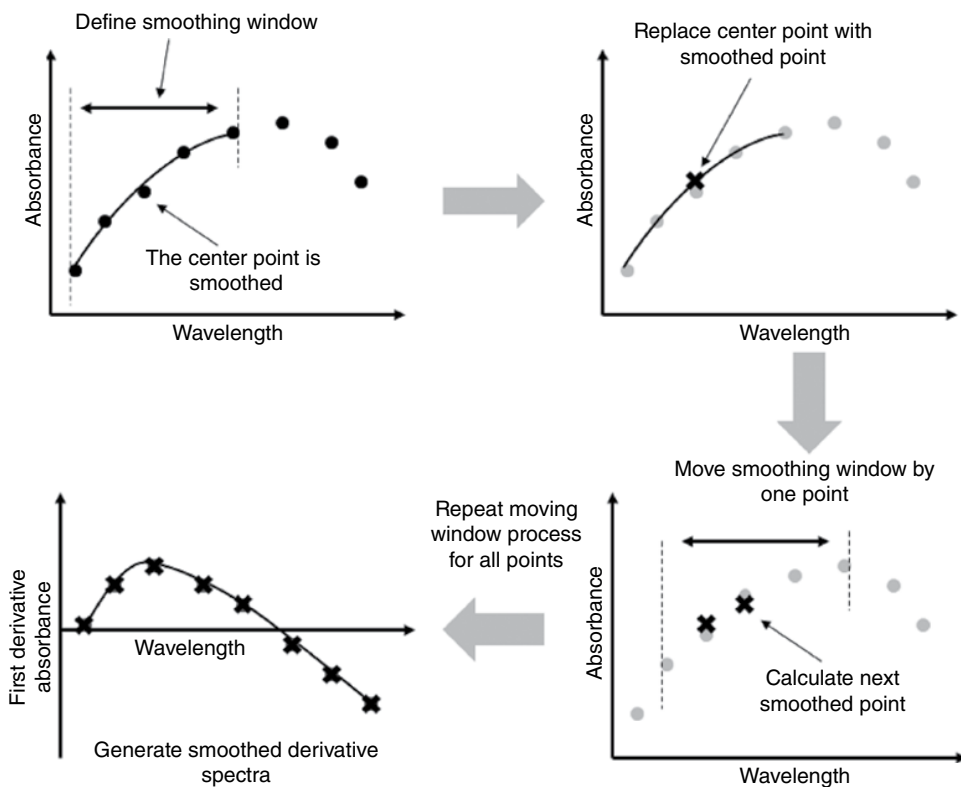 Define smoothing window
Absorbance
The center point is
smoothed
Wavelength
Replace center point with
smoothed point
Absorbance
Wavelength
Move smoothing window by
one point
Absorbance
Calculate next
smoothed point
Wavelength
Repeat moving
window process
for all points
First derivative
absorbance
Wavelength
Generate smoothed derivative
spectra